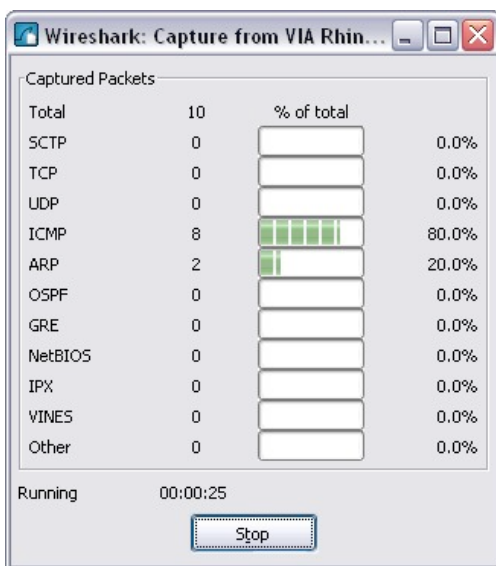 Wireshark: Capture from VIA Rhin...
Captured Packets
Total 10 % of total
SCTP 0 0.0%
TCP 0 0.0%
UDP 0 0.0%
ICMP 8 80.0%
ARP 2 20.0%
OSPF 0 0.0%
GRE 0 0.0%
NetBIOS 0 0.0%
IPX 0 0.0%
VINES 0 0.0%
Other 0 0.0%
Running 00:00:25
Stop